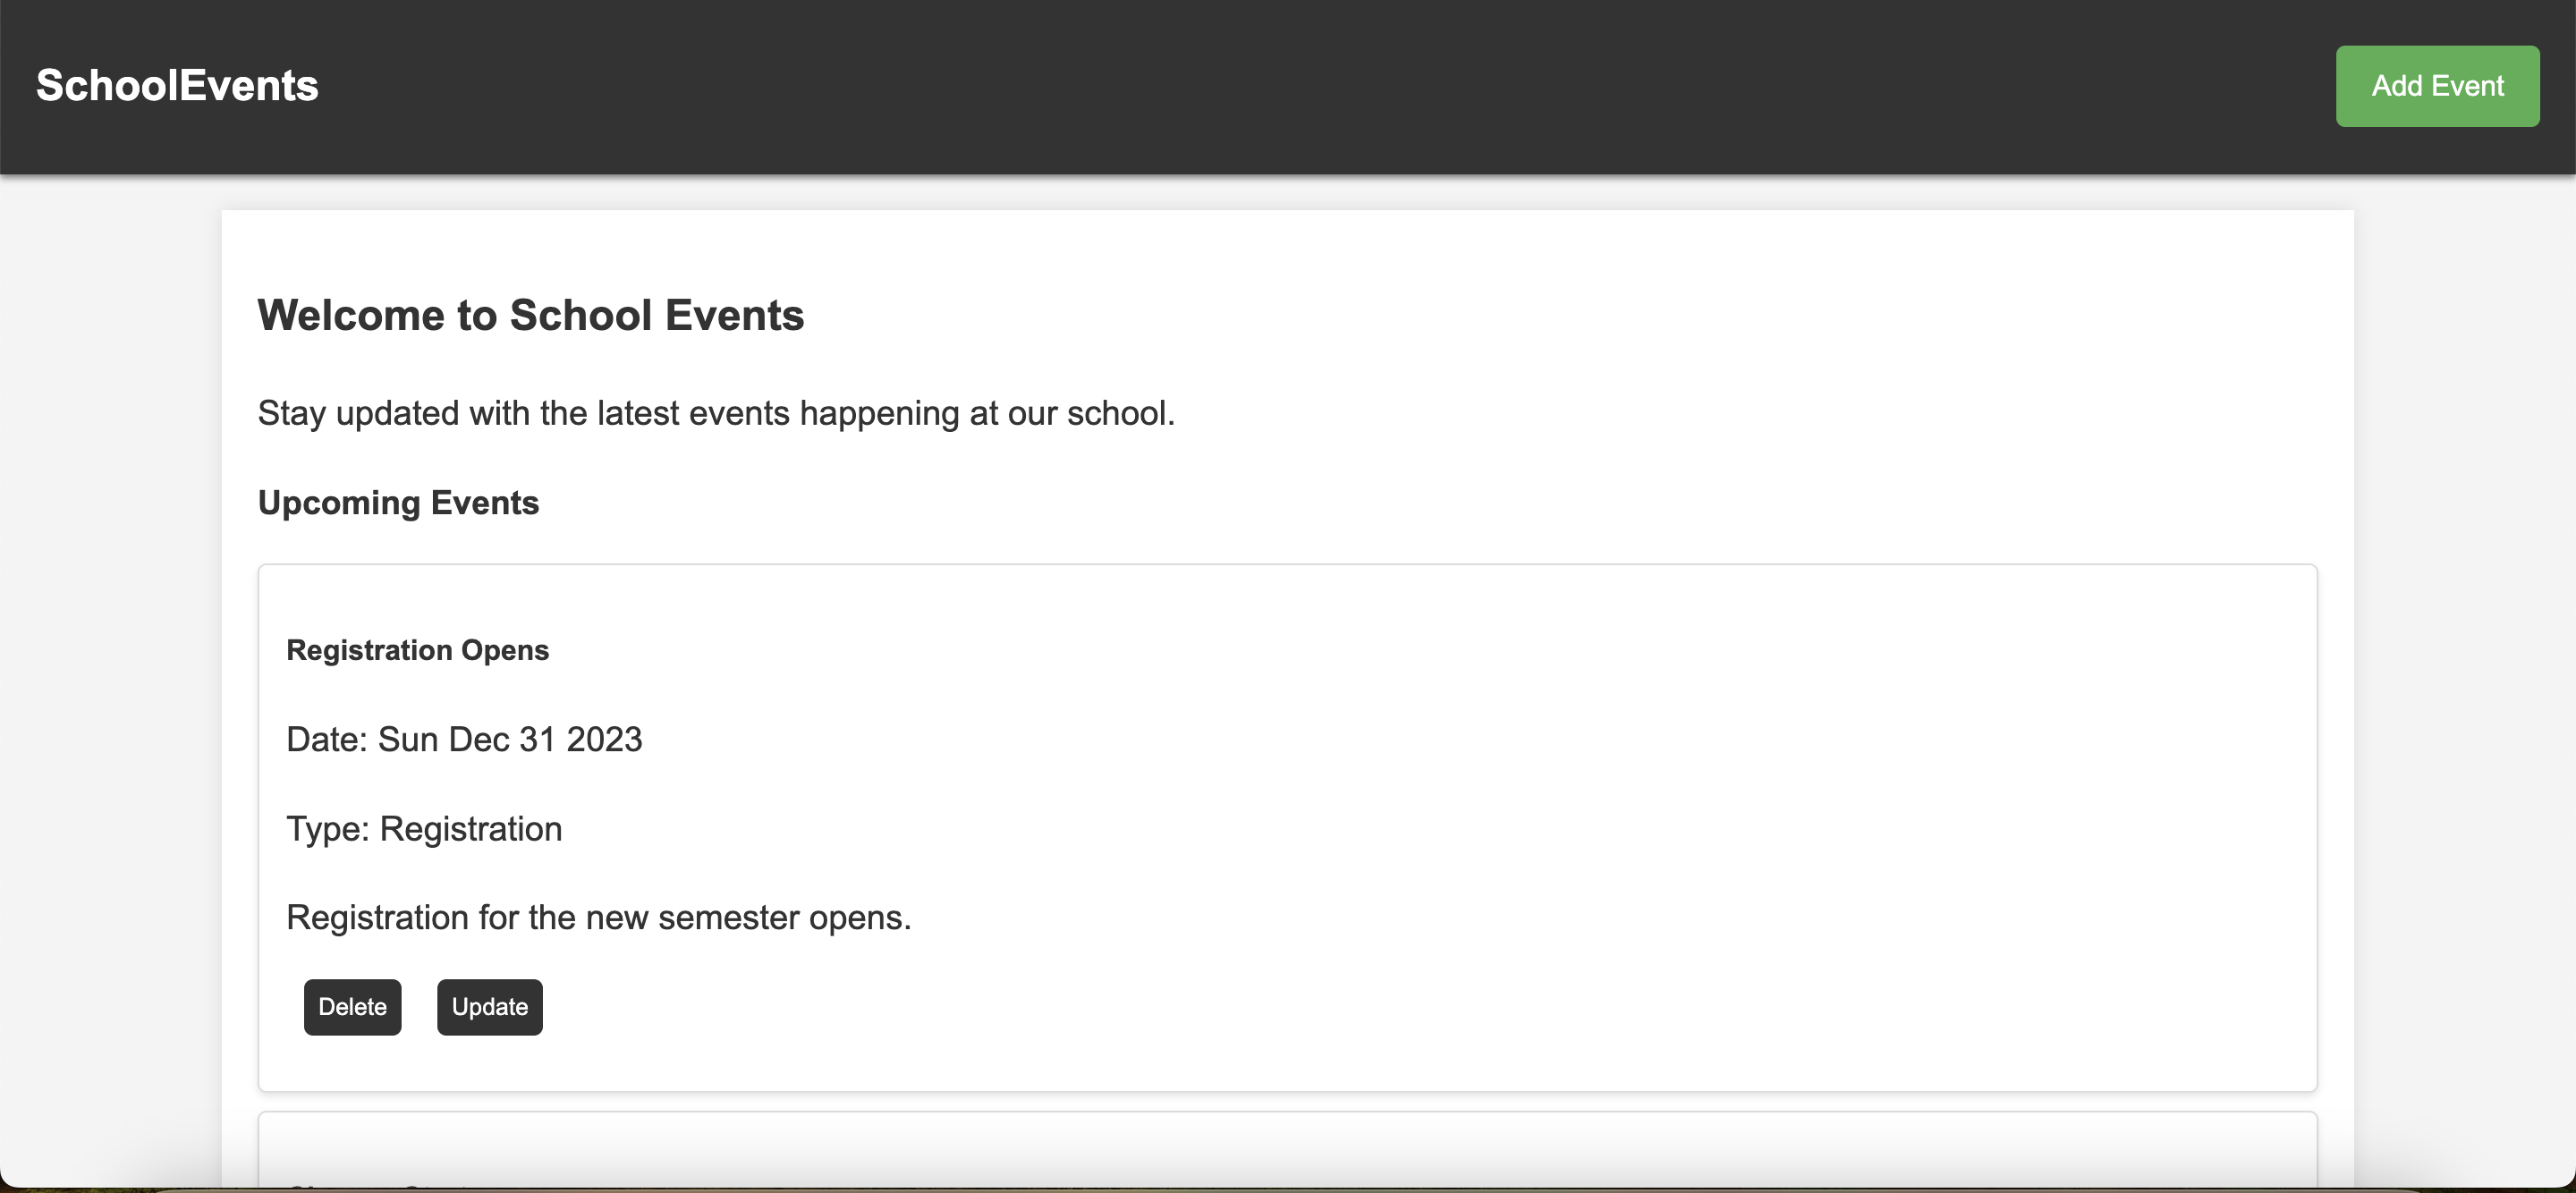 SchoolEvents
Add Event
Welcome to School Events
Stay updated with the latest events happening at our school.
Upcoming Events
Registration Opens
Date: Sun Dec 31 2023
Type: Registration
Registration for the new semester opens.
Delete
Update